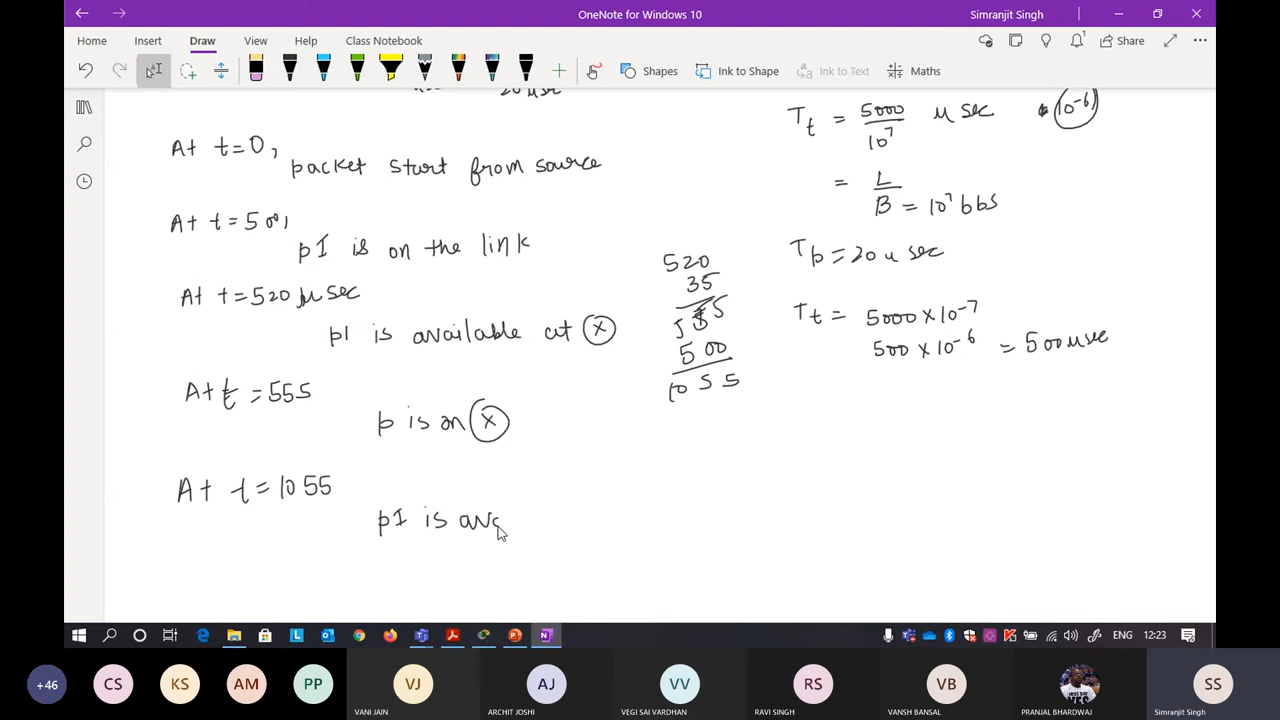 OneNote for Windows 10
Simranjit Singh
Home Insert Draw View Help Class Notebook
Share
Shapes Ink to Shape Ink to Text Maths
20 μsec
At t=0,
packet start from source
At t=500,
p1 is on the link
At t=520 μsec
p1 is available at X
At t=555
p is on X
At t=1055
p1 is ava
520
35
555
500
1055
Tt = 5000/10^7 μ sec 10^-6
= L/B = 10^7 bbs
Tp = 20 u sec
Tt = 5000 x 10^-7
500 x 10^-6 = 500 μsec
ENG 12:23
+46 CS KS AM PP VJ AJ VV RS VB SS
VANI JAIN ARCHIT JOSHI VEGI SAI VARDHAN RAVI SINGH VANSH BANSAL PRANJAL BHARDWAJ Simranjit Singh